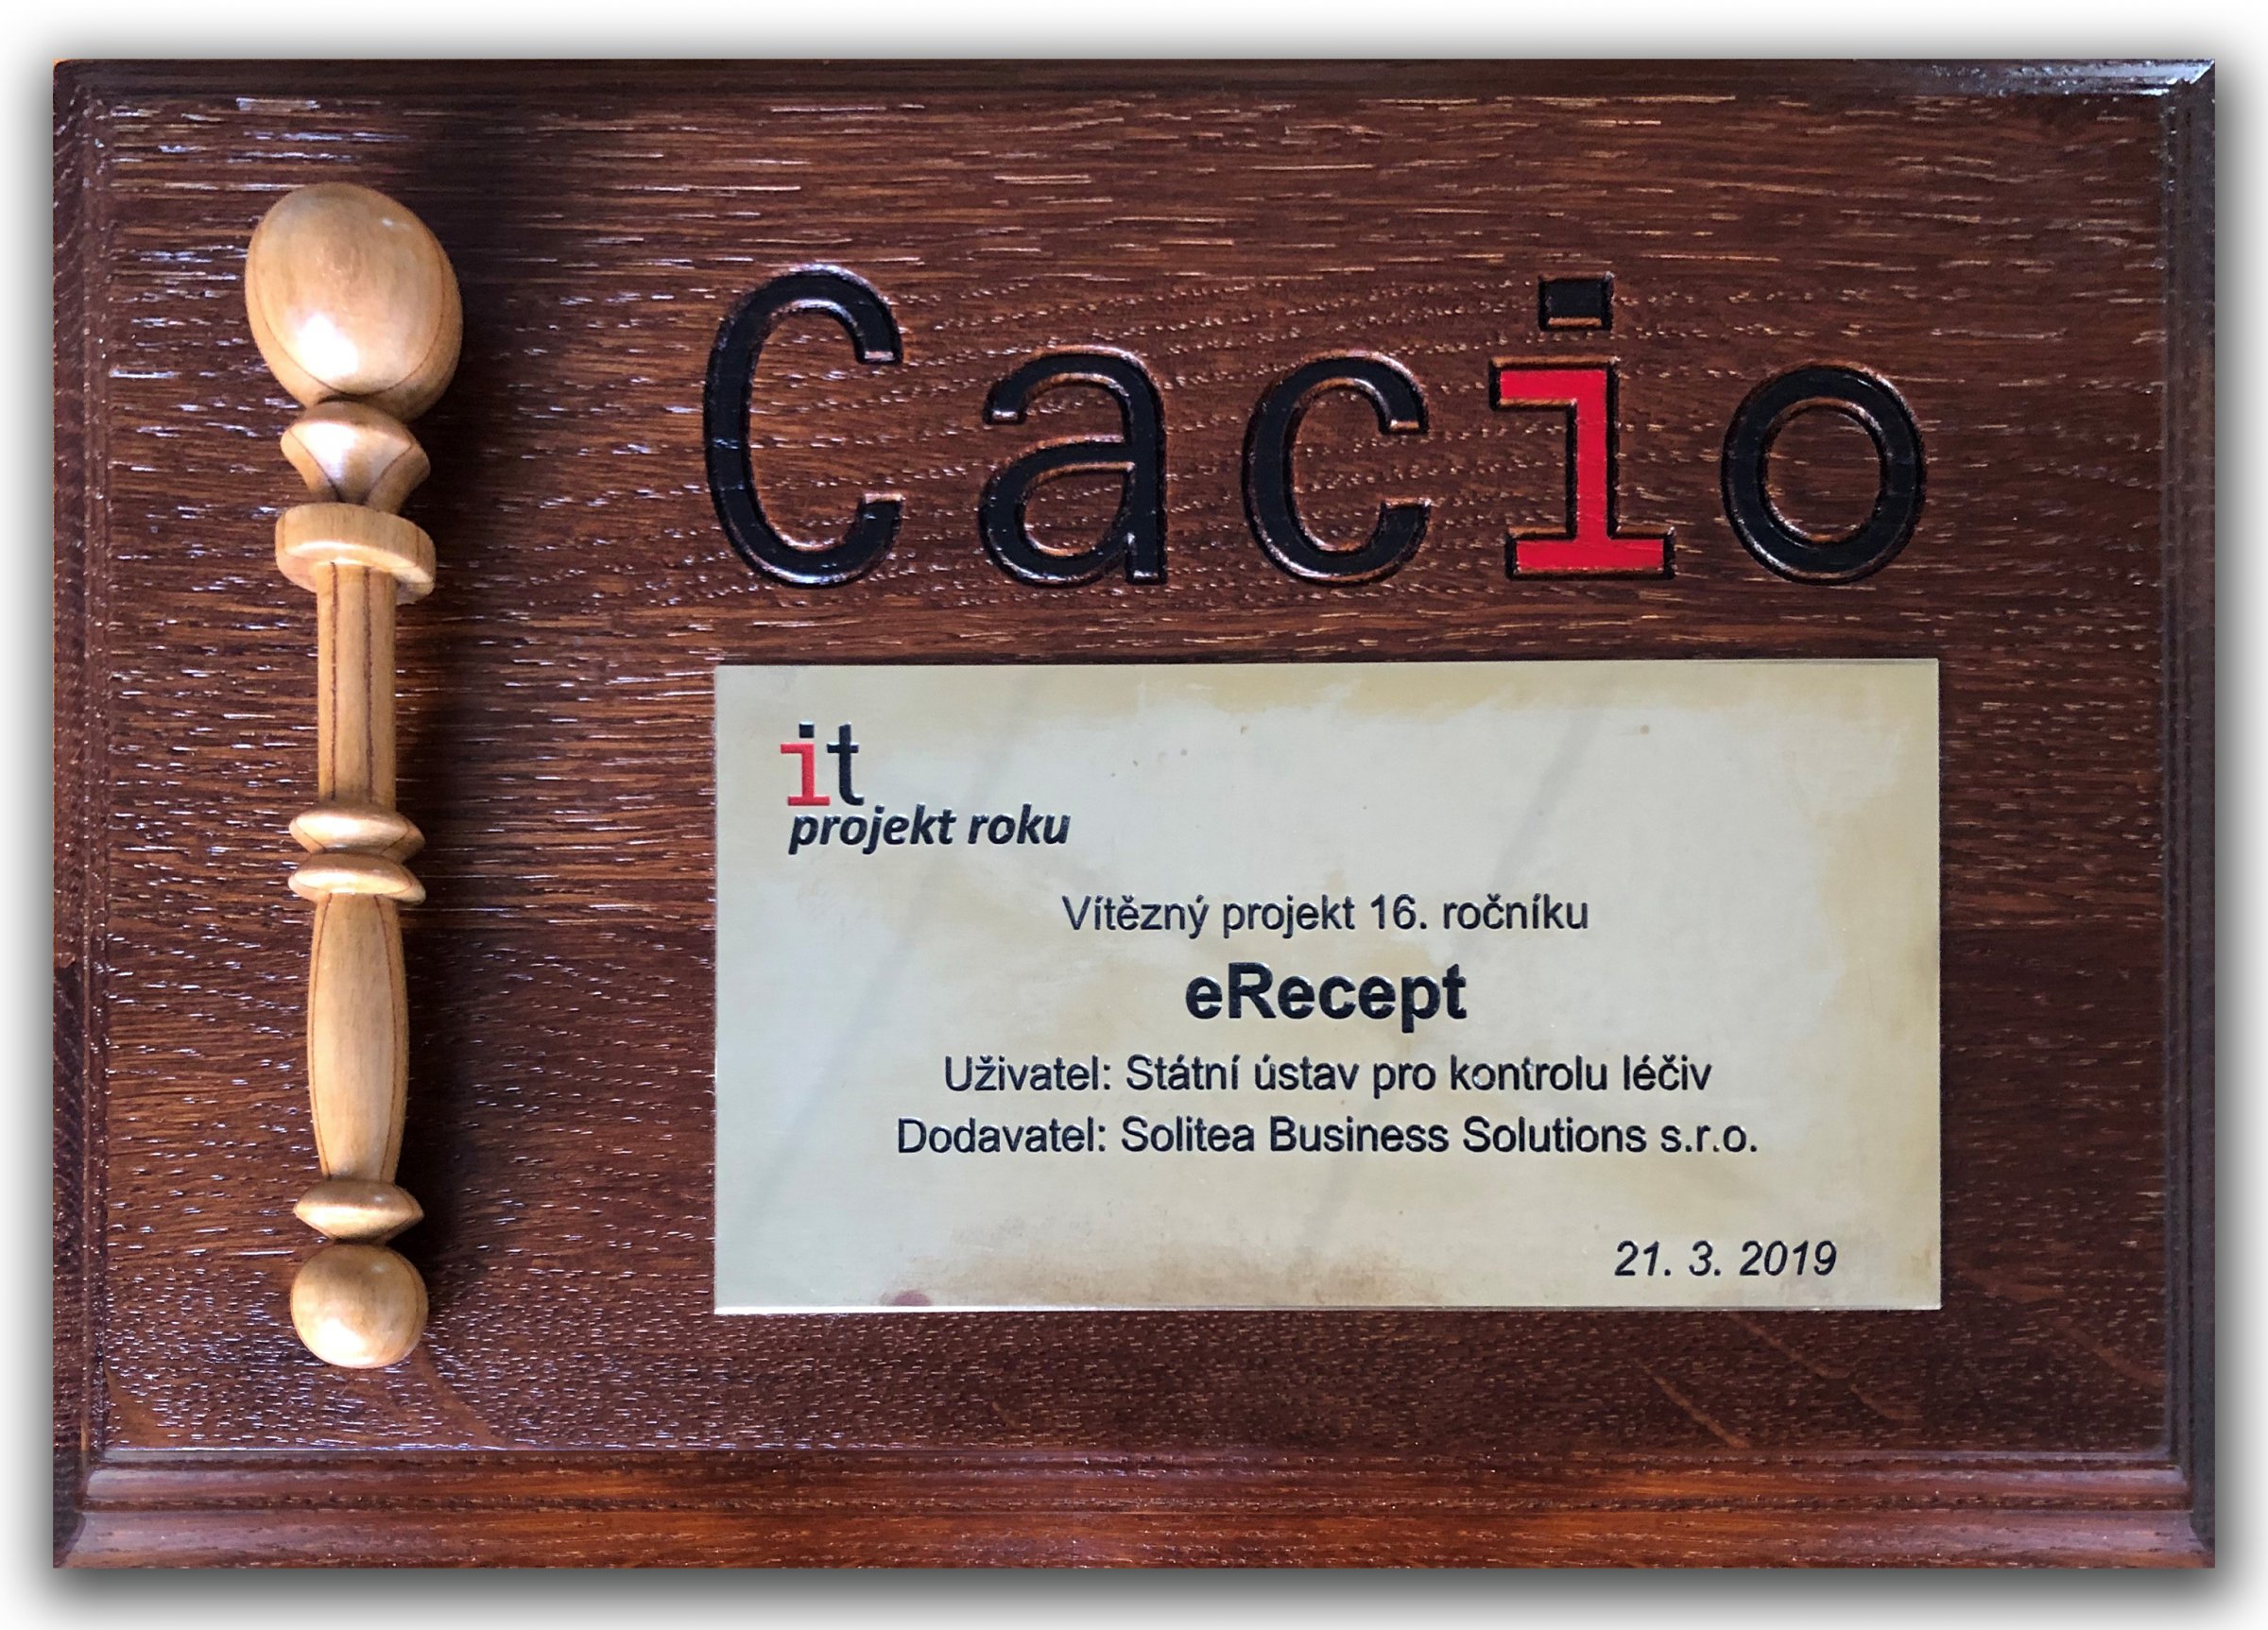 Cacio
it
projekt roku
Vítězný projekt 16. ročníku
eRecept
Uživatel: Státní ústav pro kontrolu léčiv
Dodavatel: Solitea Business Solutions s.r.o.
21. 3. 2019